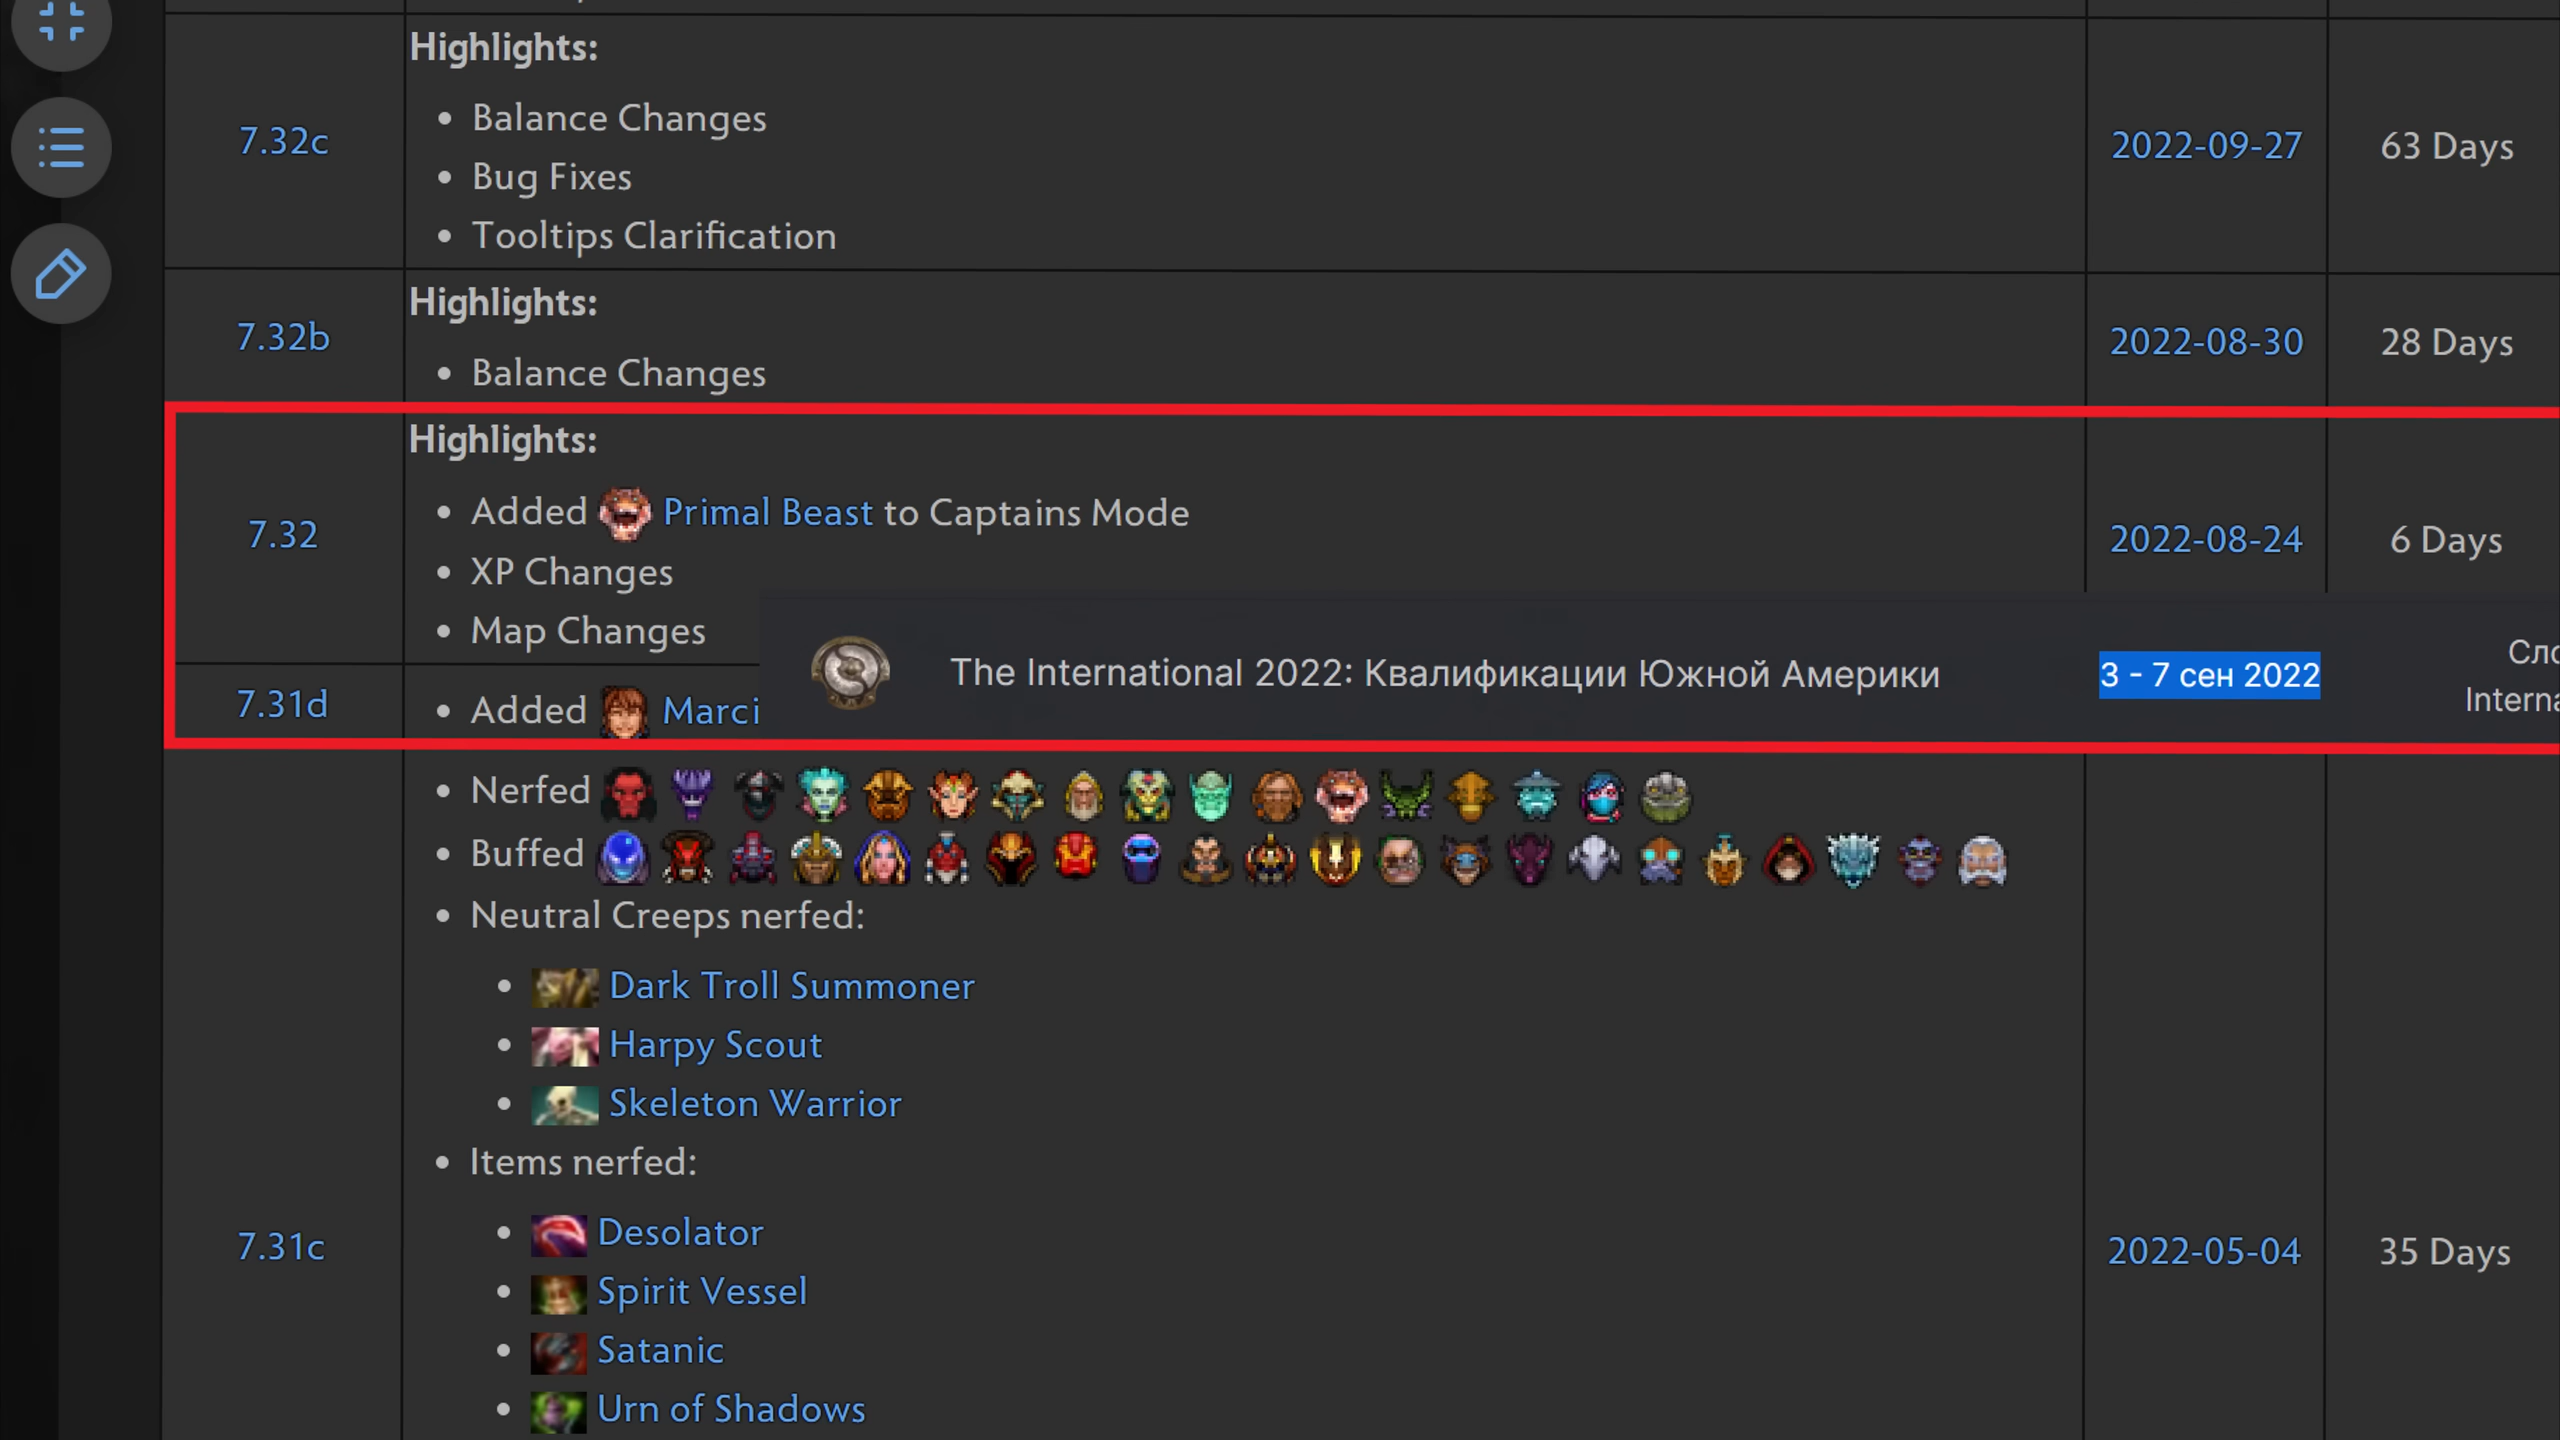 Highlights:
7.32c
• Balance Changes
• Bug Fixes
• Tooltips Clarification
2022-09-27
63 Days
7.32b
Highlights:
• Balance Changes
2022-08-30
28 Days
7.32
Highlights:
• Added Primal Beast to Captains Mode
• XP Changes
• Map Changes
2022-08-24
6 Days
The International 2022: Квалификации Южной Америки
3 - 7 сен 2022
7.31d
• Added Marci
7.31c
• Nerfed
• Buffed
• Neutral Creeps nerfed:
• Dark Troll Summoner
• Harpy Scout
• Skeleton Warrior
• Items nerfed:
• Desolator
• Spirit Vessel
• Satanic
• Urn of Shadows
2022-05-04
35 Days